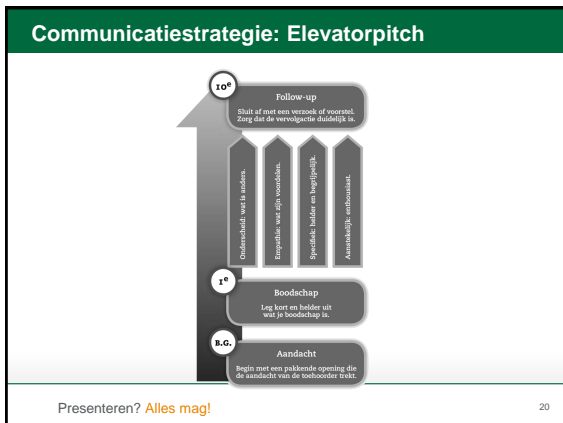 Communicatiestrategie: Elevatorpitch
10e
Follow-up
Sluit af met een verzoek of voorstel.
Zorg dat de vervolgactie duidelijk is.
Onderscheid: wat is anders.
Empathie: wat zijn voordelen.
Specifiek: helder en begrijpelijk.
Aanstekelijk: enthousiast.
1e
Boodschap
Leg kort en helder uit
wat je boodschap is.
B.G.
Aandacht
Begin met een pakkende opening die
de aandacht van de toehoorder trekt.
Presenteren? Alles mag!
20